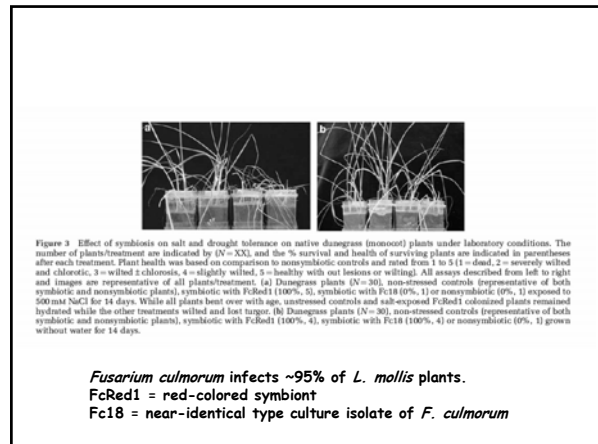 a
b
Figure 3 Effect of symbiosis on salt and drought tolerance on native dunegrass (monocot) plants under laboratory conditions. The
number of plants/treatment are indicated by (N=XX), and the % survival and health of surviving plants are indicated in parentheses
after each treatment. Plant health was based on comparison to nonsymbiotic controls and rated from 1 to 5 (1=dead, 2=severely wilted
and chlorotic, 3=wilted±chlorosis, 4=slightly wilted, 5=healthy with out lesions or wilting). All assays described from left to right
and images are representative of all plants/treatment. (a) Dunegrass plants (N=30), non-stressed controls (representative of both
symbiotic and nonsymbiotic plants), symbiotic with FcRed1 (100%, 5), symbiotic with Fc18 (0%, 1) or nonsymbiotic (0%, 1) exposed to
500 mM NaCl for 14 days. While all plants bent over with age, unstressed controls and salt-exposed FcRed1 colonized plants remained
hydrated while the other treatments wilted and lost turgor. (b) Dunegrass plants (N=30), non-stressed controls (representative of both
symbiotic and nonsymbiotic plants), symbiotic with FcRed1 (100%, 4), symbiotic with Fc18 (100%, 4) or nonsymbiotic (0%, 1) grown
without water for 14 days.
Fusarium culmorum infects ~95% of L. mollis plants.
FcRed1 = red-colored symbiont
Fc18 = near-identical type culture isolate of F. culmorum